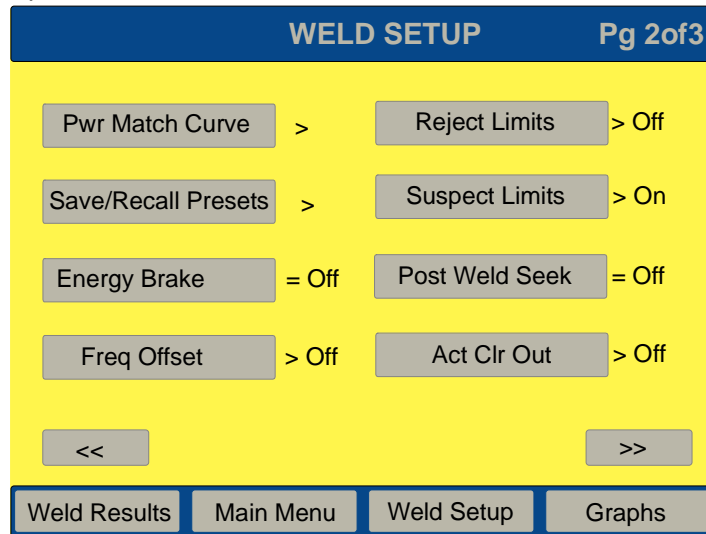 WELD SETUP Pg 2of3
Pwr Match Curve > Reject Limits > Off
Save/Recall Presets > Suspect Limits > On
Energy Brake = Off Post Weld Seek = Off
Freq Offset > Off Act Clr Out > Off
<< >>
Weld Results Main Menu Weld Setup Graphs